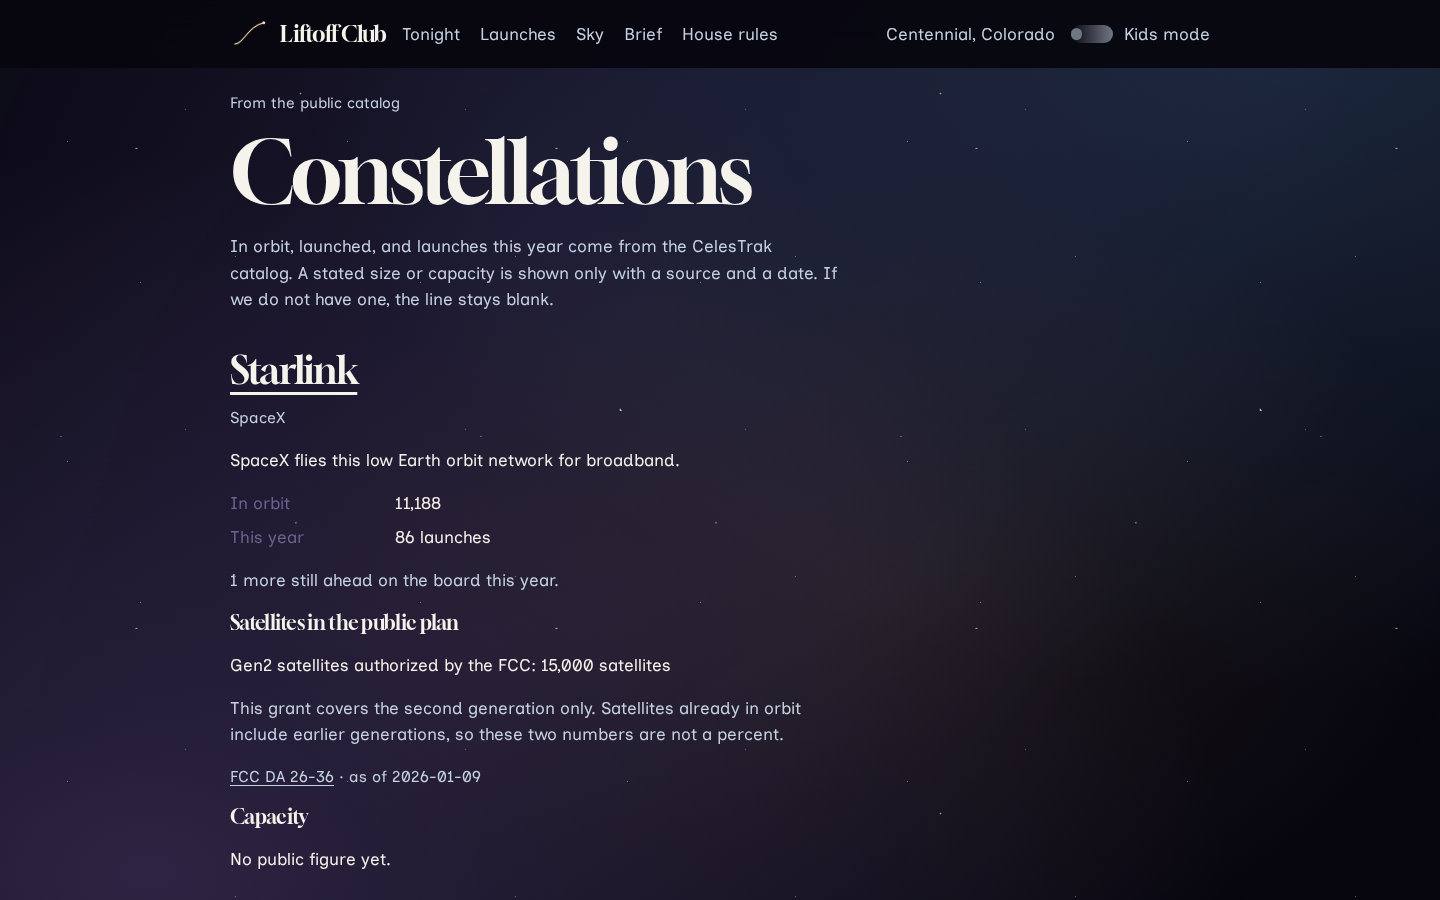 Liftoff Club Tonight Launches Sky Brief House rules Centennial, Colorado Kids mode
From the public catalog
Constellations
In orbit, launched, and launches this year come from the CelesTrak
catalog. A stated size or capacity is shown only with a source and a date. If
we do not have one, the line stays blank.
Starlink
SpaceX
SpaceX flies this low Earth orbit network for broadband.
In orbit 11,188
This year 86 launches
1 more still ahead on the board this year.
Satellites in the public plan
Gen2 satellites authorized by the FCC: 15,000 satellites
This grant covers the second generation only. Satellites already in orbit
include earlier generations, so these two numbers are not a percent.
FCC DA 26-36 · as of 2026-01-09
Capacity
No public figure yet.